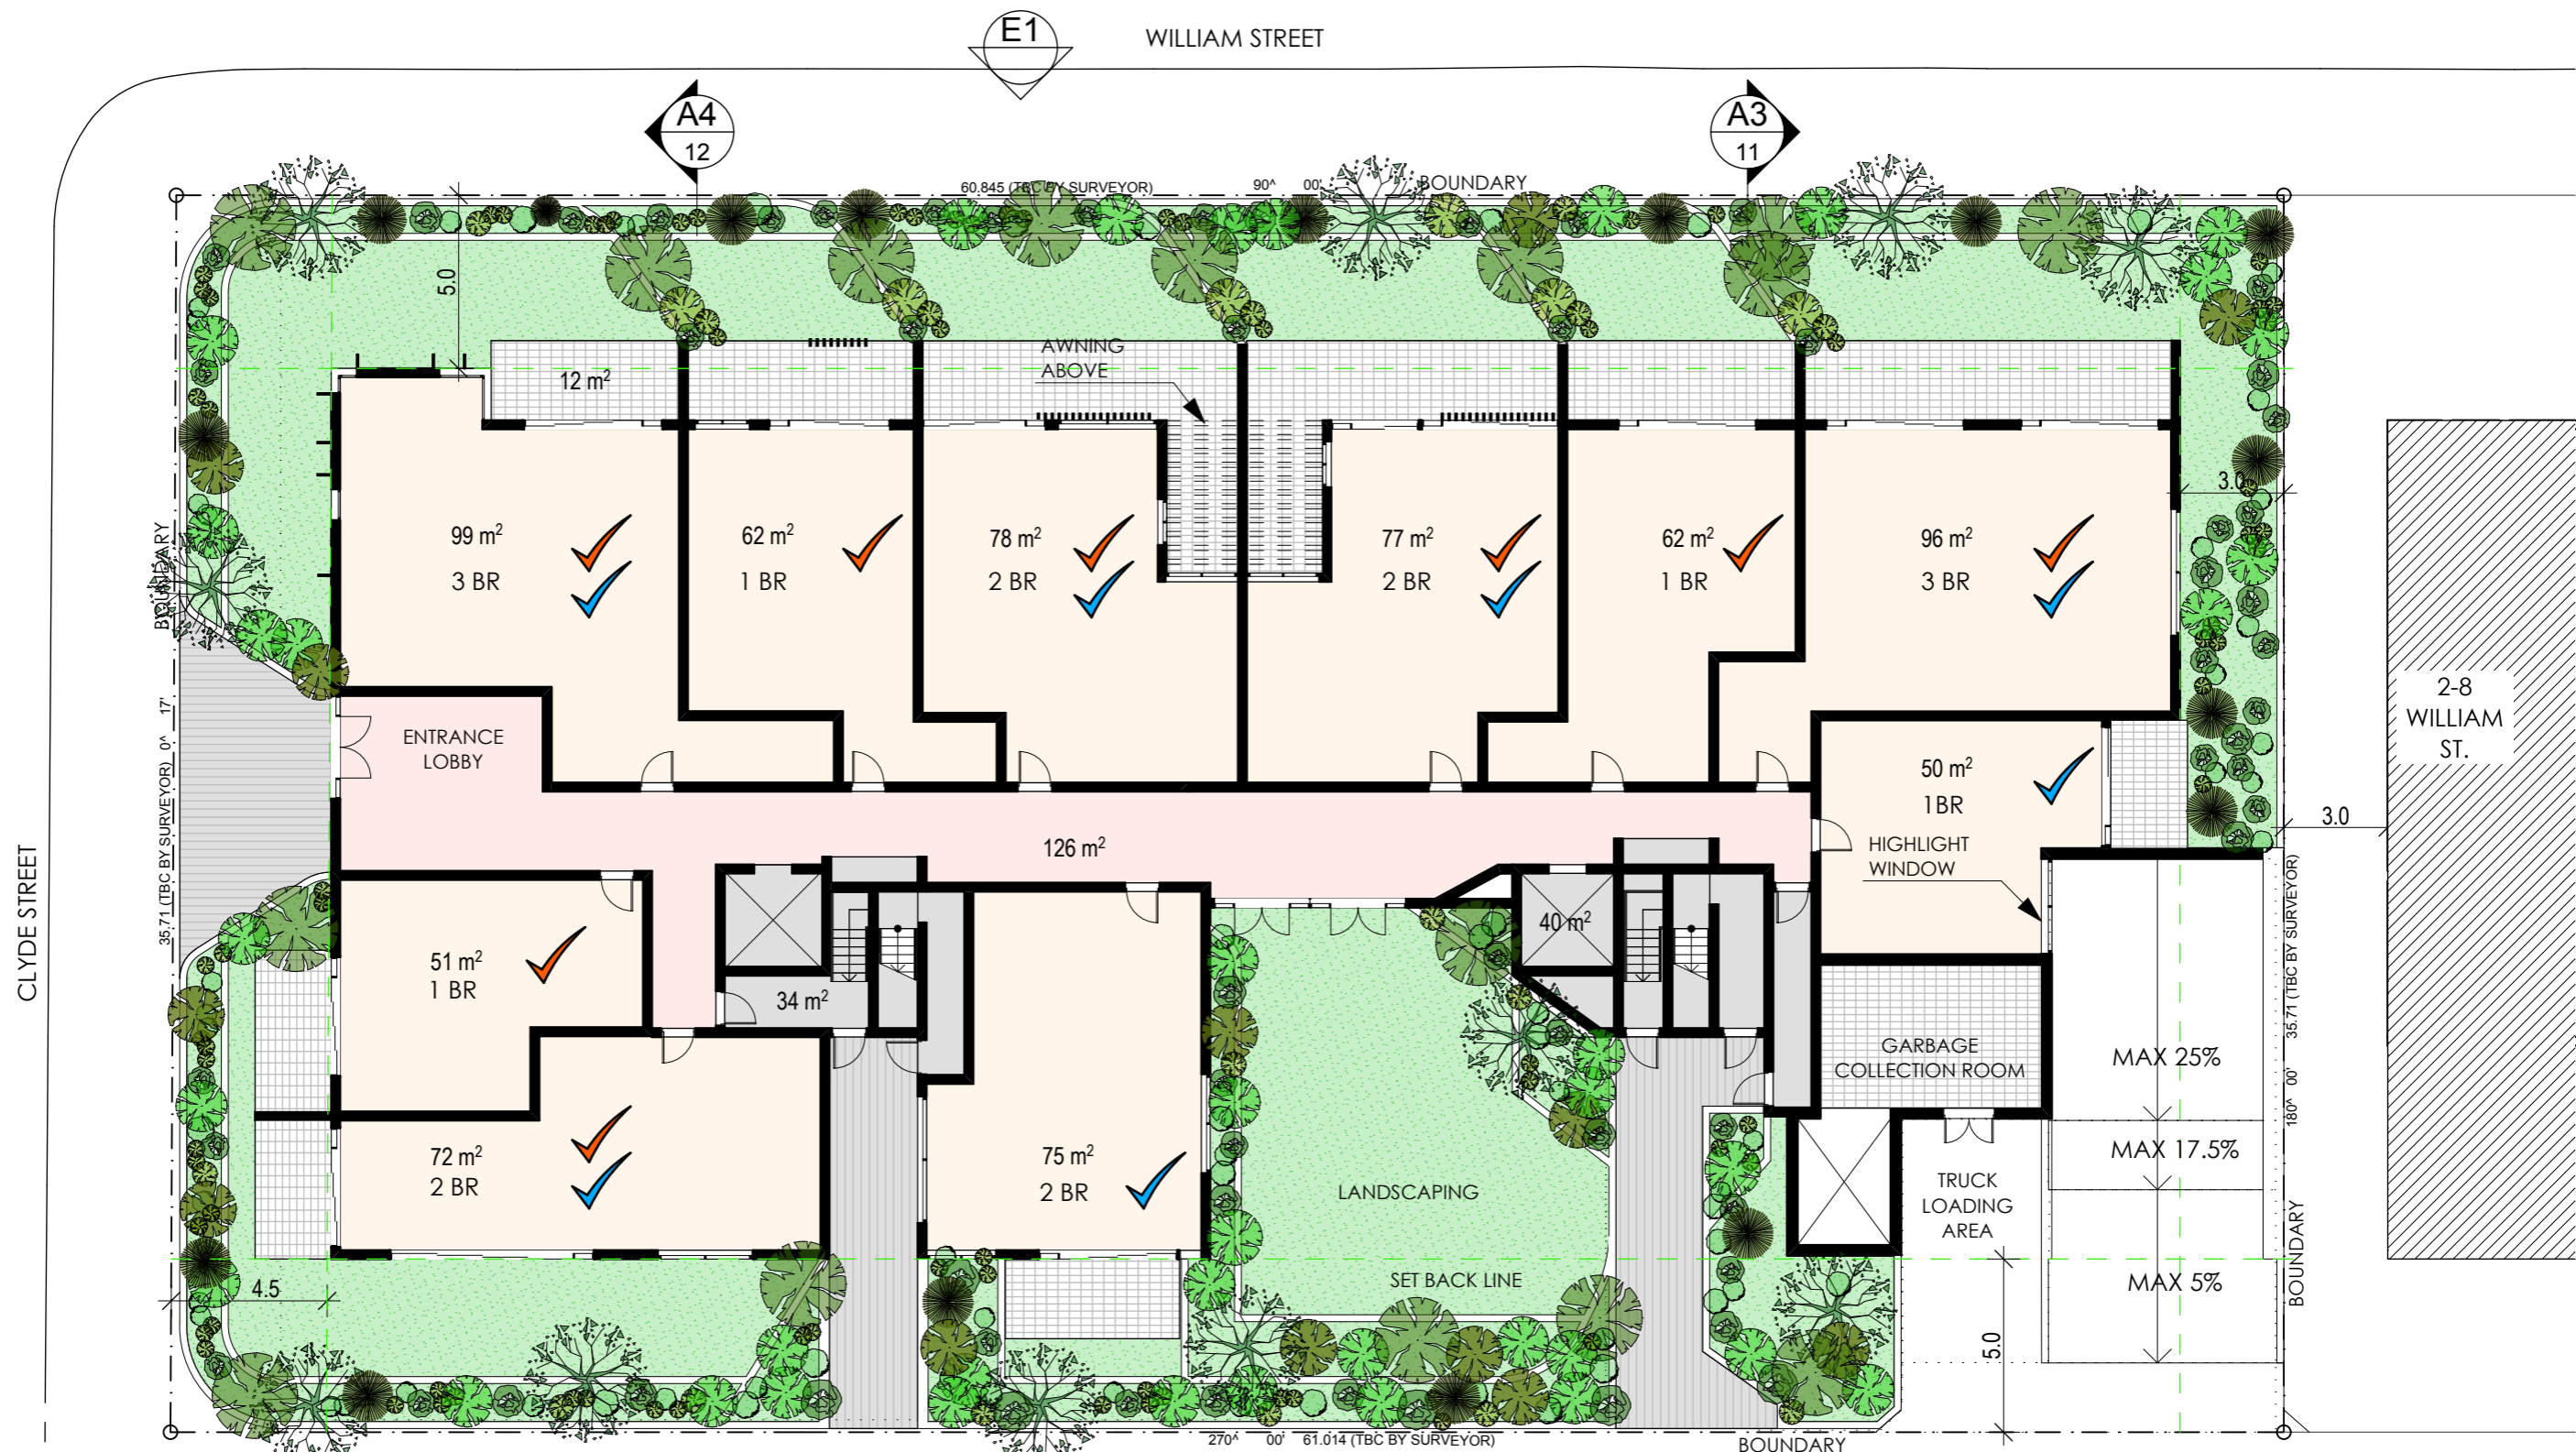 E1
WILLIAM STREET
A4
12
A3
11
60.845 (TBC BY SURVEYOR)
90^ 00'
BOUNDARY
5.0
12 m²
AWNING
ABOVE
3.0
99 m²
3 BR
62 m²
1 BR
78 m²
2 BR
77 m²
2 BR
62 m²
1 BR
96 m²
3 BR
BOUNDARY
35.71 (TBC BY SURVEYOR) 0^ 17'
CLYDE STREET
ENTRANCE
LOBBY
126 m²
50 m²
1BR
HIGHLIGHT
WINDOW
2-8
WILLIAM
ST.
3.0
51 m²
1 BR
34 m²
40 m²
GARBAGE
COLLECTION ROOM
MAX 25%
180^ 00' 35.71 (TBC BY SURVEYOR)
72 m²
2 BR
75 m²
2 BR
LANDSCAPING
TRUCK
LOADING
AREA
MAX 17.5%
SET BACK LINE
MAX 5%
BOUNDARY
4.5
5.0
270^ 00' 61.014 (TBC BY SURVEYOR)
BOUNDARY